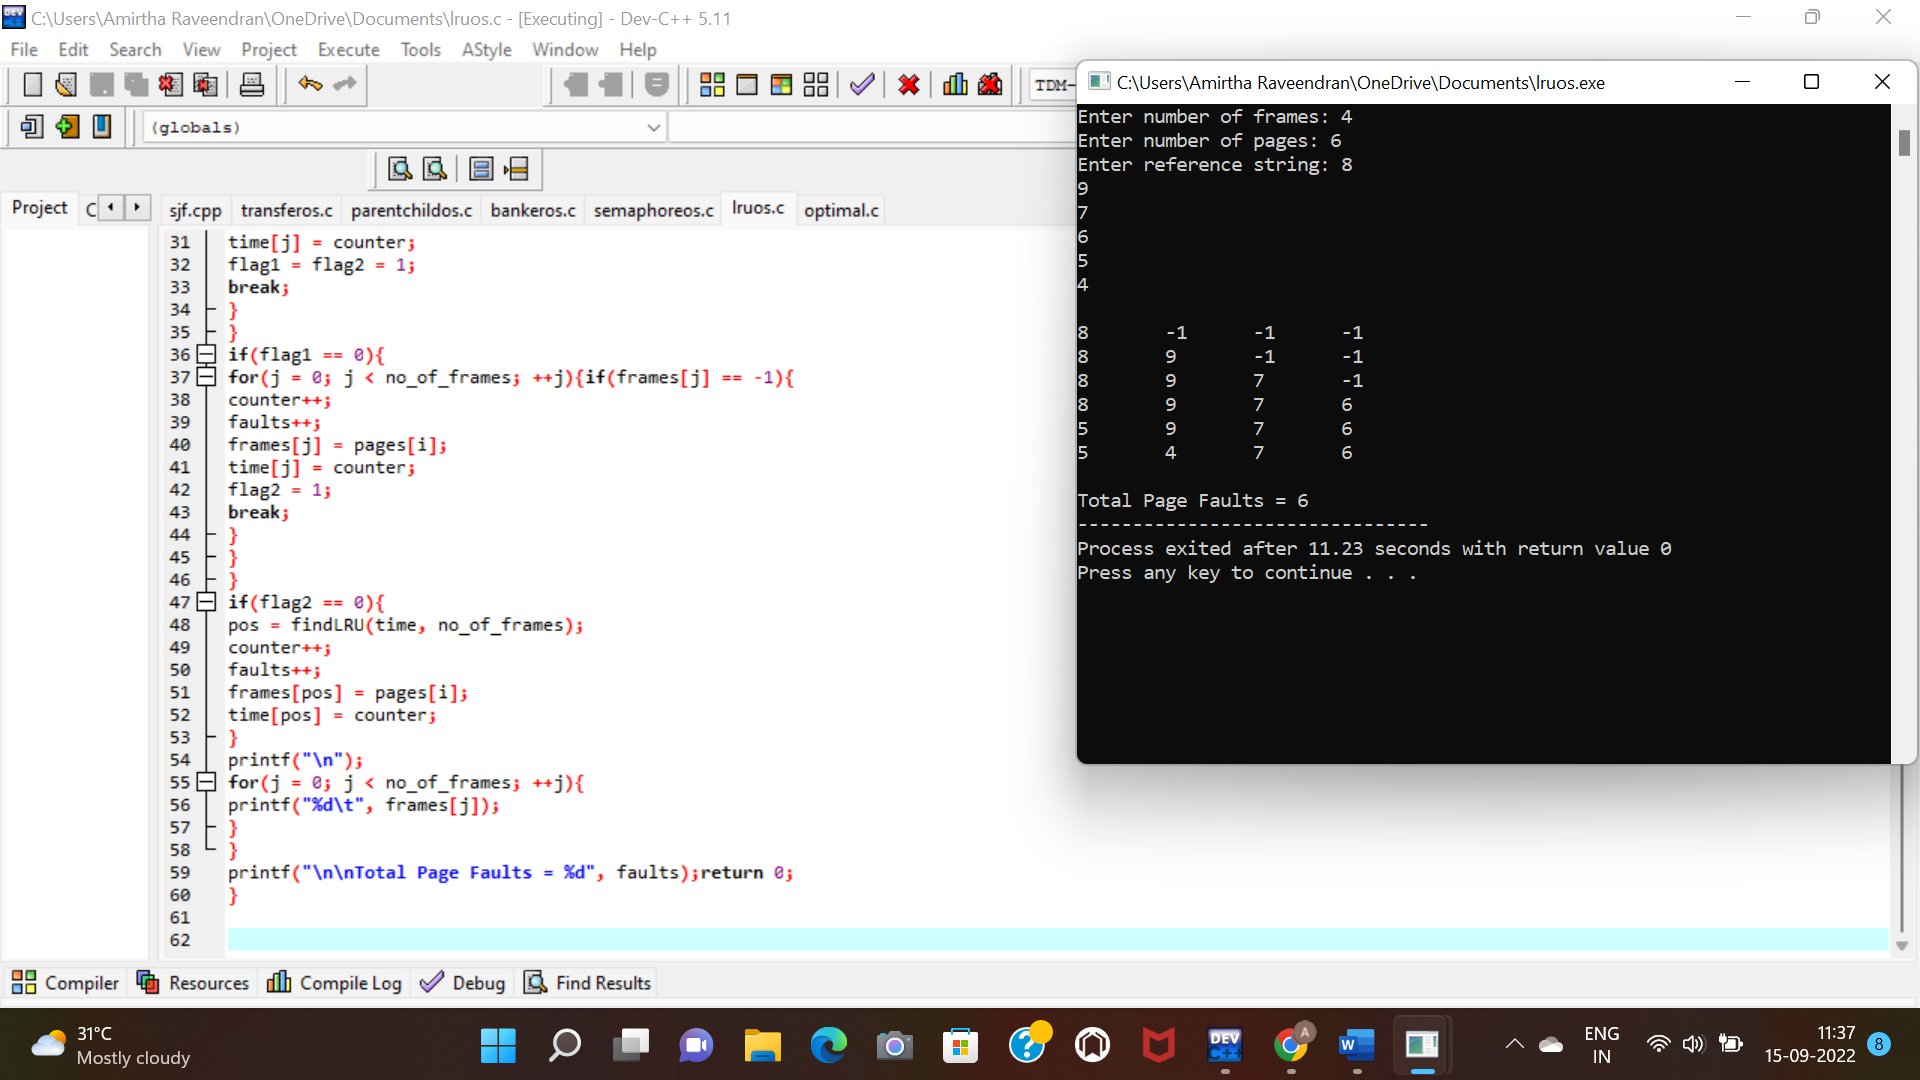 C:\Users\Amirtha Raveendran\OneDrive\Documents\lruos.c - [Executing] - Dev-C++ 5.11
File Edit Search View Project Execute Tools AStyle Window Help
TDM-
(globals)
Project C
sjf.cpp transferos.c parentchildos.c bankeros.c semaphoreos.c lruos.c optimal.c
31 time[j] = counter;
32 flag1 = flag2 = 1;
33 break;
34 }
35 }
36 if(flag1 == 0){
37 for(j = 0; j < no_of_frames; ++j){if(frames[j] == -1){
38 counter++;
39 faults++;
40 frames[j] = pages[i];
41 time[j] = counter;
42 flag2 = 1;
43 break;
44 }
45 }
46 }
47 if(flag2 == 0){
48 pos = findLRU(time, no_of_frames);
49 counter++;
50 faults++;
51 frames[pos] = pages[i];
52 time[pos] = counter;
53 }
54 printf("\n");
55 for(j = 0; j < no_of_frames; ++j){
56 printf("%d\t", frames[j]);
57 }
58 }
59 printf("\n\nTotal Page Faults = %d", faults);return 0;
60 }
61
62
C:\Users\Amirtha Raveendran\OneDrive\Documents\lruos.exe
Enter number of frames: 4
Enter number of pages: 6
Enter reference string: 8
9
7
6
5
4
8 -1 -1 -1
8 9 -1 -1
8 9 7 -1
8 9 7 6
5 9 7 6
5 4 7 6
Total Page Faults = 6
--------------------------------
Process exited after 11.23 seconds with return value 0
Press any key to continue . . .
Compiler Resources Compile Log Debug Find Results
31°C
Mostly cloudy
DEV
C++
A
W
ENG
IN
11:37
15-09-2022
8